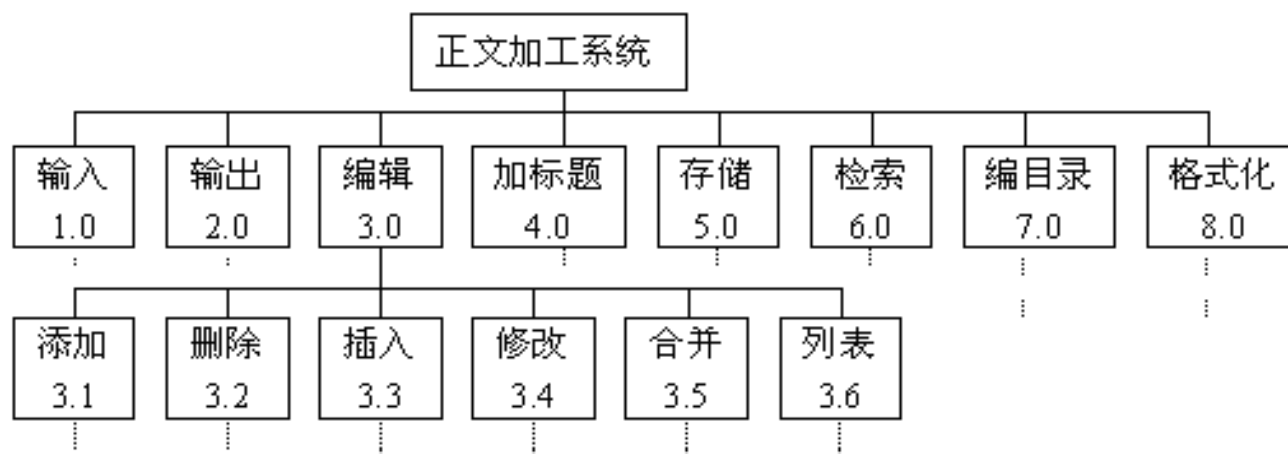 正文加工系统
输入 输出 编辑 加标题 存储 检索 编目录 格式化
1.0 2.0 3.0 4.0 5.0 6.0 7.0 8.0
添加 删除 插入 修改 合并 列表
3.1 3.2 3.3 3.4 3.5 3.6